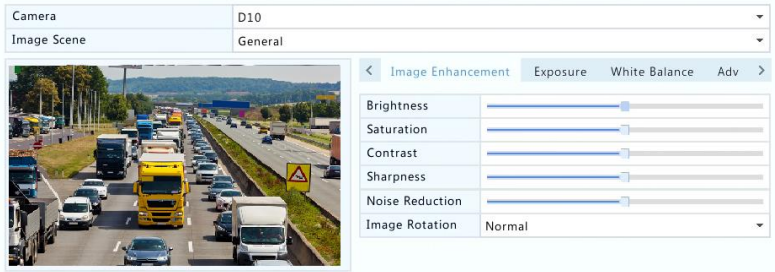 Camera
D10
Image Scene
General
Image Enhancement Exposure White Balance Adv
Brightness
Saturation
Contrast
Sharpness
Noise Reduction
Image Rotation
Normal